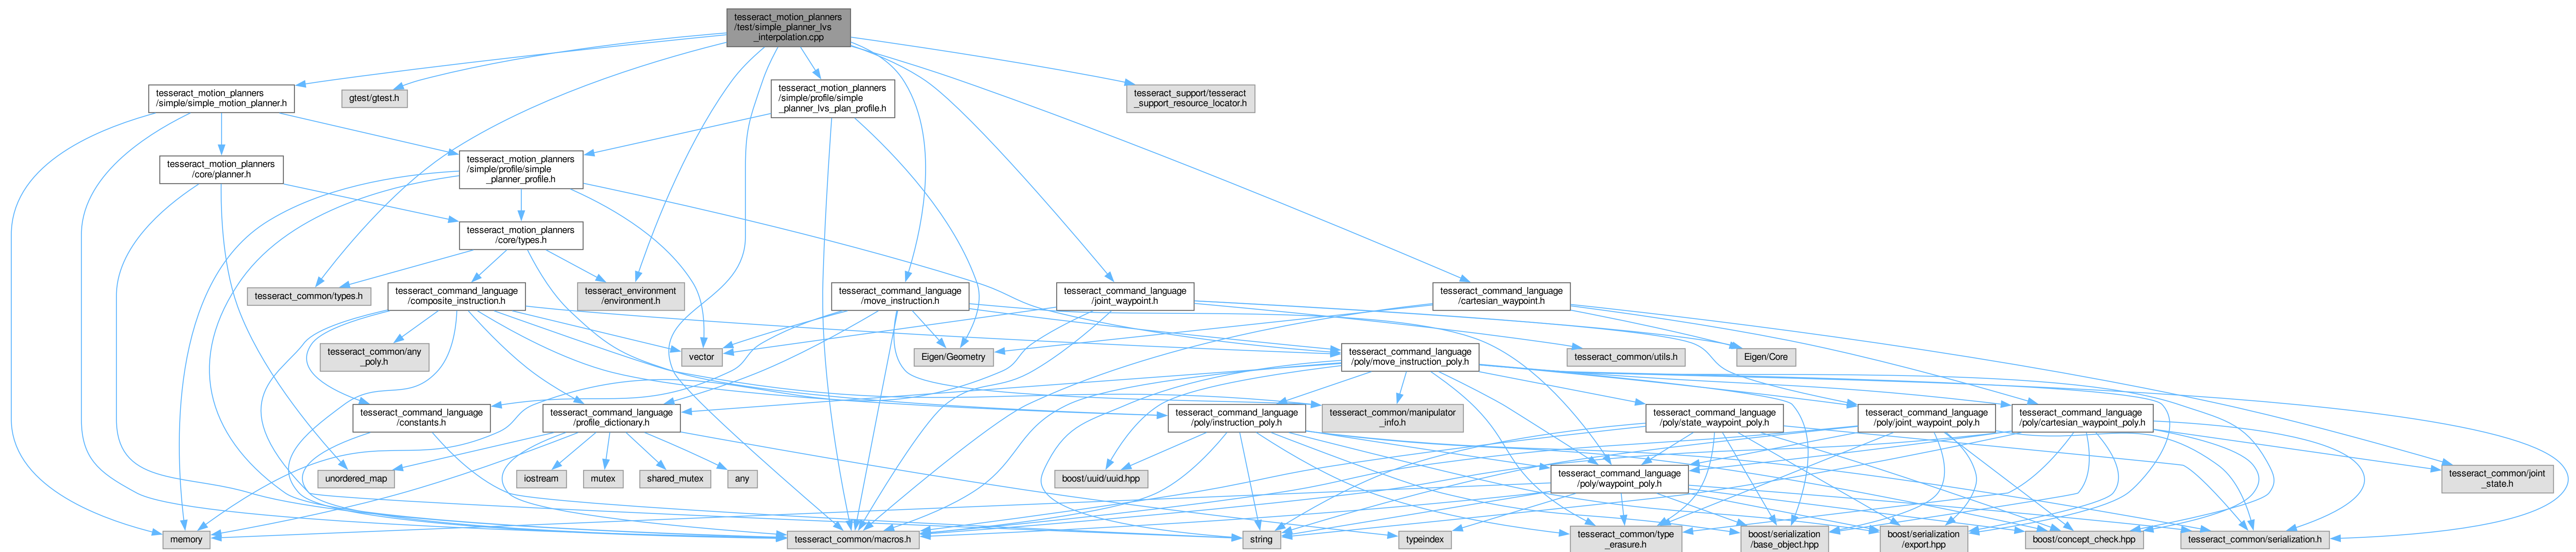 tesseract_motion_planners
/test/simple_planner_lvs
_interpolation.cpp
tesseract_motion_planners
/simple/simple_motion_planner.h
gtest/gtest.h
tesseract_motion_planners
/simple/profile/simple
_planner_lvs_plan_profile.h
tesseract_support/tesseract
_support_resource_locator.h
tesseract_motion_planners
/core/planner.h
tesseract_motion_planners
/simple/profile/simple
_planner_profile.h
tesseract_motion_planners
/core/types.h
tesseract_common/types.h
tesseract_command_language
/composite_instruction.h
tesseract_environment
/environment.h
tesseract_command_language
/move_instruction.h
tesseract_command_language
/joint_waypoint.h
tesseract_command_language
/cartesian_waypoint.h
tesseract_common/any
_poly.h
vector
Eigen/Geometry
tesseract_command_language
/poly/move_instruction_poly.h
tesseract_common/utils.h
Eigen/Core
tesseract_command_language
/constants.h
tesseract_command_language
/profile_dictionary.h
tesseract_command_language
/poly/instruction_poly.h
tesseract_common/manipulator
_info.h
tesseract_command_language
/poly/state_waypoint_poly.h
tesseract_command_language
/poly/joint_waypoint_poly.h
tesseract_command_language
/poly/cartesian_waypoint_poly.h
unordered_map
iostream
mutex
shared_mutex
any
boost/uuid/uuid.hpp
tesseract_command_language
/poly/waypoint_poly.h
tesseract_common/joint
_state.h
memory
tesseract_common/macros.h
string
typeindex
tesseract_common/type
_erasure.h
boost/serialization
/base_object.hpp
boost/serialization
/export.hpp
boost/concept_check.hpp
tesseract_common/serialization.h